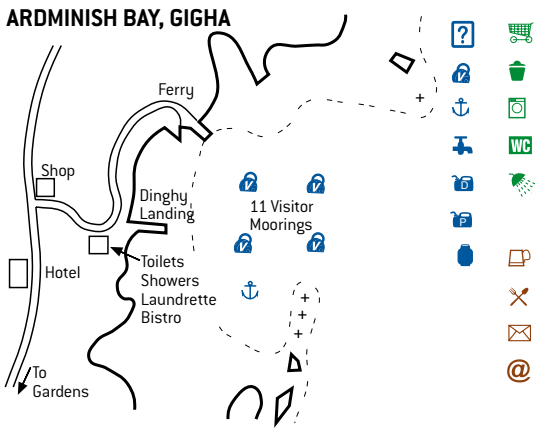 ARDMINISH BAY, GIGHA
Ferry
Shop
Dinghy
Landing
11 Visitor
Moorings
Hotel
Toilets
Showers
Laundrette
Bistro
To
Gardens
?
V
D
P
WC
@
V
V
V
V